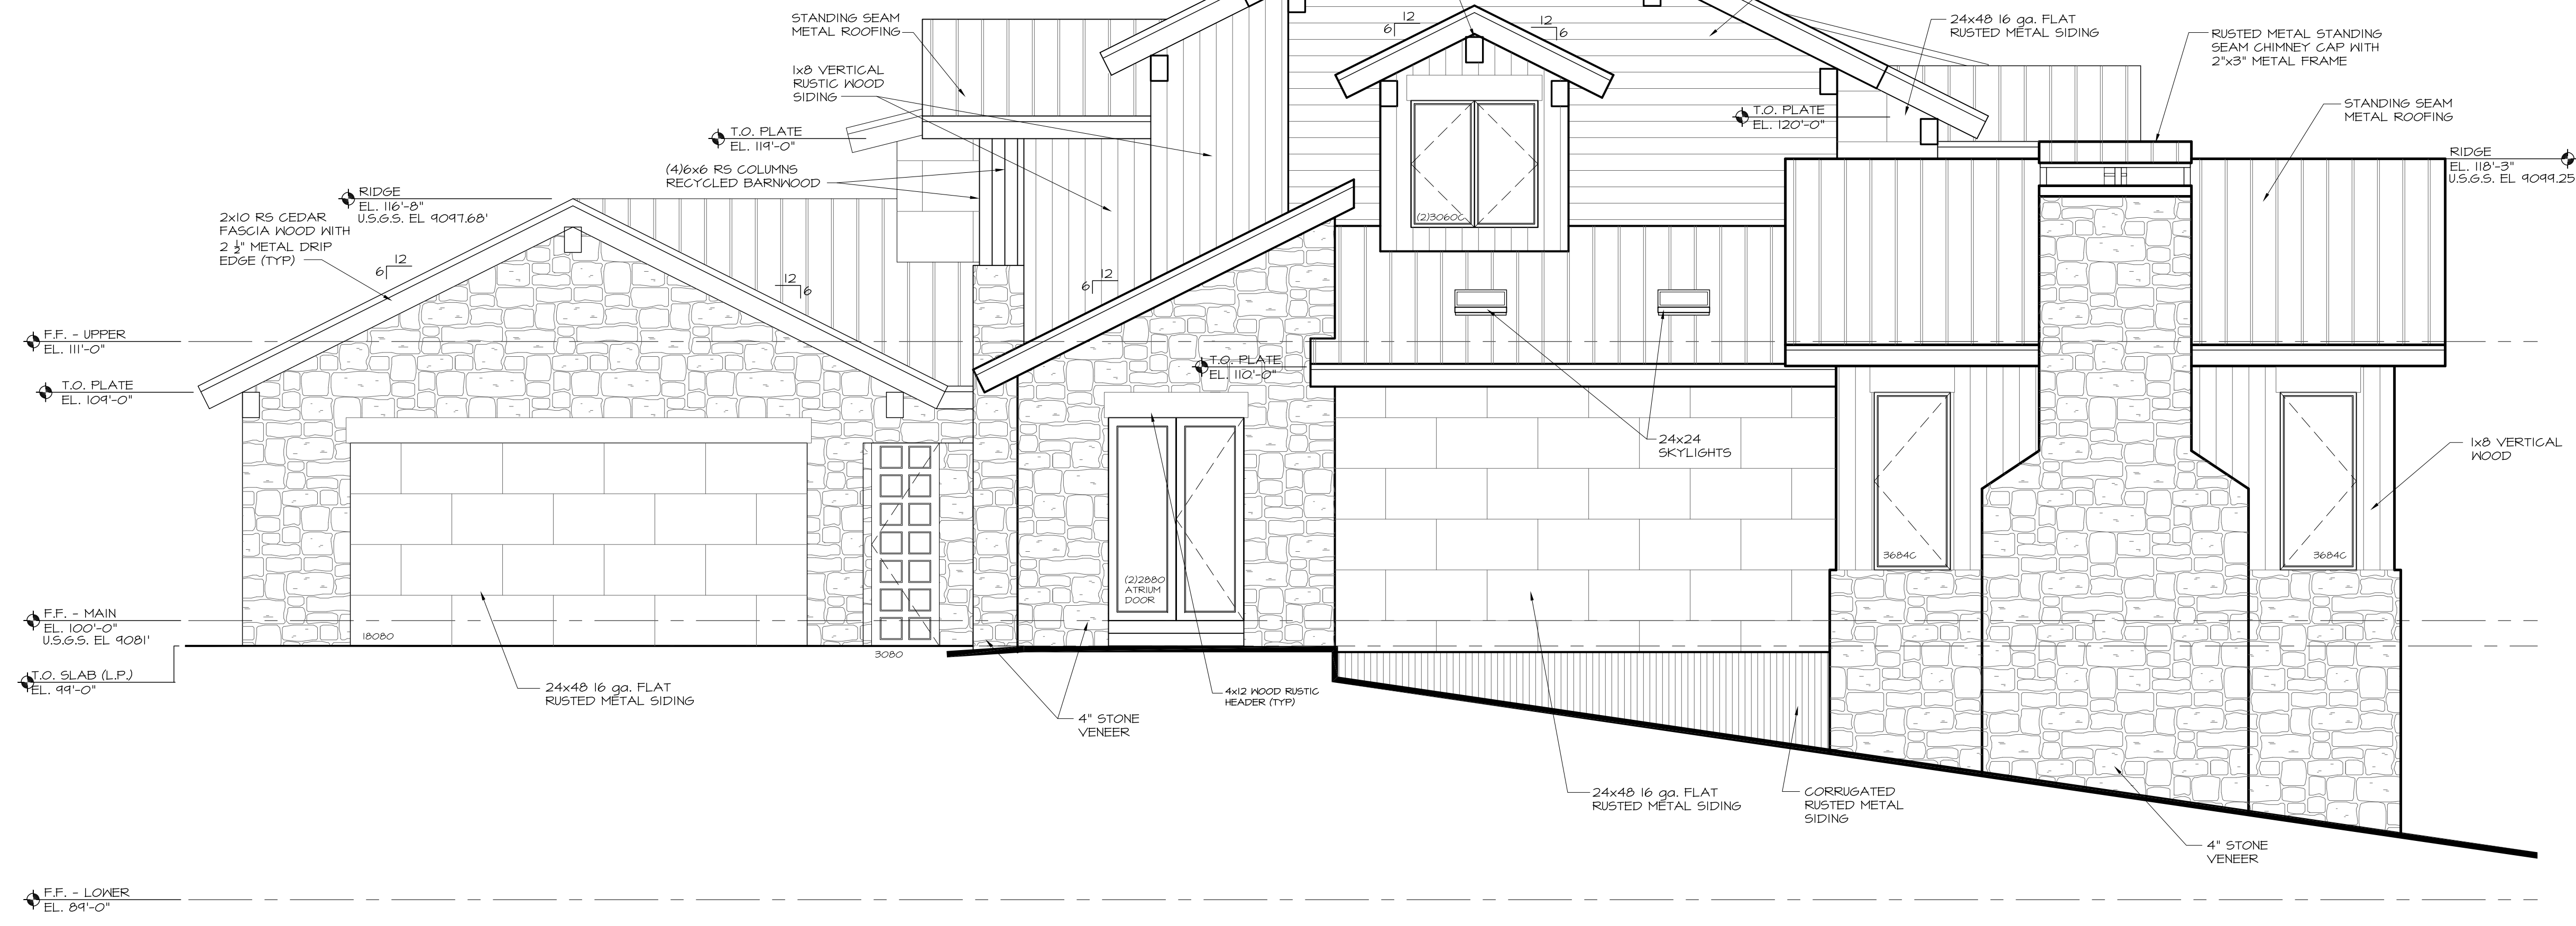 STANDING SEAM
METAL ROOFING
1x8 VERTICAL
RUSTIC WOOD
SIDING
T.O. PLATE
EL. 119'-0"
(4)6x6 RS COLUMNS
RECYCLED BARNWOOD
RIDGE
EL. 116'-8"
U.S.G.S. EL 9097.68'
2x10 RS CEDAR
FASCIA WOOD WITH
2 1/2" METAL DRIP
EDGE (TYP)
12
6
12
6
12
6
12
6
12
6
F.F. - UPPER
EL. 111'-0"
T.O. PLATE
EL. 109'-0"
F.F. - MAIN
EL. 100'-0"
U.S.G.S. EL 9081'
T.O. SLAB (L.P.)
EL. 99'-0"
F.F. - LOWER
EL. 89'-0"
18080
3080
24x48 16 ga. FLAT
RUSTED METAL SIDING
4" STONE
VENEER
(2)2880
ATRIUM
DOOR
4x12 WOOD RUSTIC
HEADER (TYP)
T.O. PLATE
EL. 110'-0"
(2)3060C
24x24
SKYLIGHTS
24x48 16 ga. FLAT
RUSTED METAL SIDING
CORRUGATED
RUSTED METAL
SIDING
T.O. PLATE
EL. 120'-0"
24x48 16 ga. FLAT
RUSTED METAL SIDING
RUSTED METAL STANDING
SEAM CHIMNEY CAP WITH
2"x3" METAL FRAME
STANDING SEAM
METAL ROOFING
RIDGE
EL. 118'-3"
U.S.G.S. EL 9099.25
3684C
3684C
1x8 VERTICAL
WOOD
4" STONE
VENEER